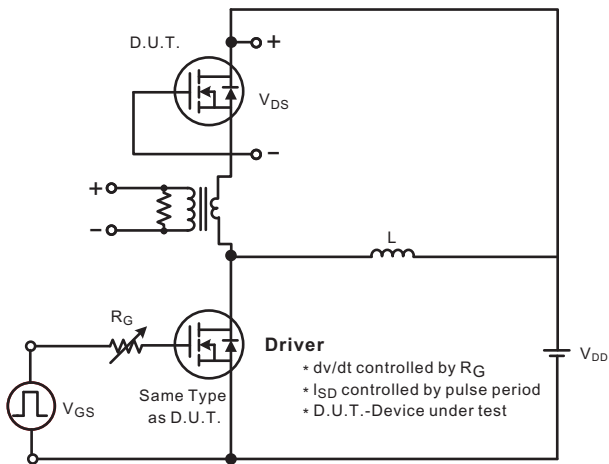 D.U.T.
+
VDS
–
+
–
L
RG
VGS
Same Type
as D.U.T.
Driver
* dv/dt controlled by RG
* ISD controlled by pulse period
* D.U.T.-Device under test
VDD